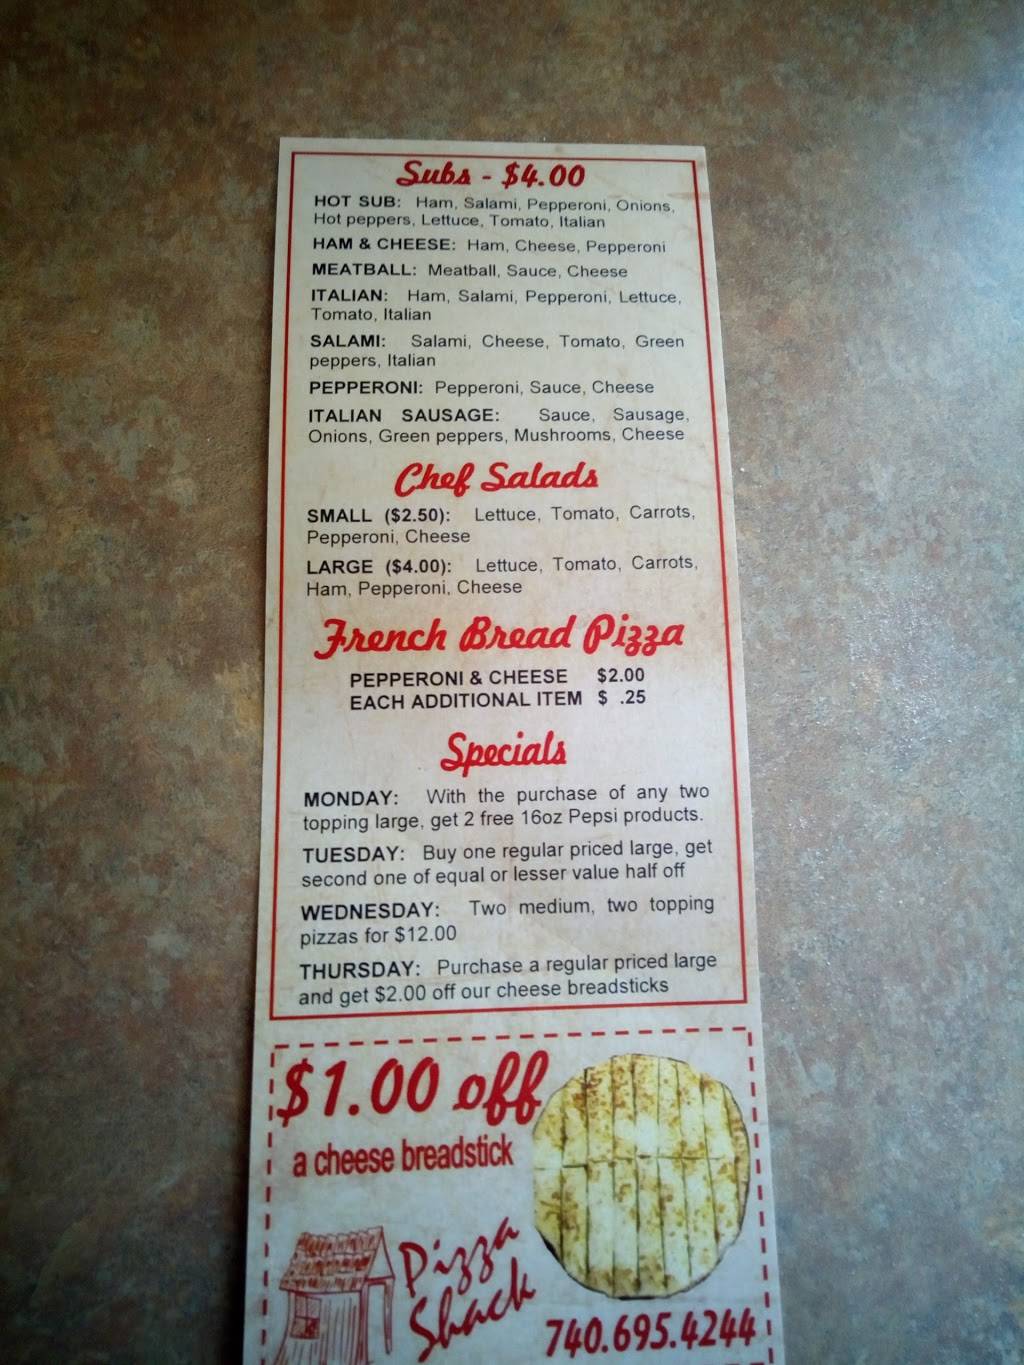 Subs - $4.00
HOT SUB: Ham, Salami, Pepperoni, Onions,
Hot peppers, Lettuce, Tomato, Italian
HAM & CHEESE: Ham, Cheese, Pepperoni
MEATBALL: Meatball, Sauce, Cheese
ITALIAN: Ham, Salami, Pepperoni, Lettuce,
Tomato, Italian
SALAMI: Salami, Cheese, Tomato, Green
peppers, Italian
PEPPERONI: Pepperoni, Sauce, Cheese
ITALIAN SAUSAGE: Sauce, Sausage,
Onions, Green peppers, Mushrooms, Cheese
Chef Salads
SMALL ($2.50): Lettuce, Tomato, Carrots,
Pepperoni, Cheese
LARGE ($4.00): Lettuce, Tomato, Carrots,
Ham, Pepperoni, Cheese
French Bread Pizza
PEPPERONI & CHEESE $2.00
EACH ADDITIONAL ITEM $ .25
Specials
MONDAY: With the purchase of any two
topping large, get 2 free 16oz Pepsi products.
TUESDAY: Buy one regular priced large, get
second one of equal or lesser value half off
WEDNESDAY: Two medium, two topping
pizzas for $12.00
THURSDAY: Purchase a regular priced large
and get $2.00 off our cheese breadsticks
$1.00 off
a cheese breadstick
Pizza
Shack
740.695.4244